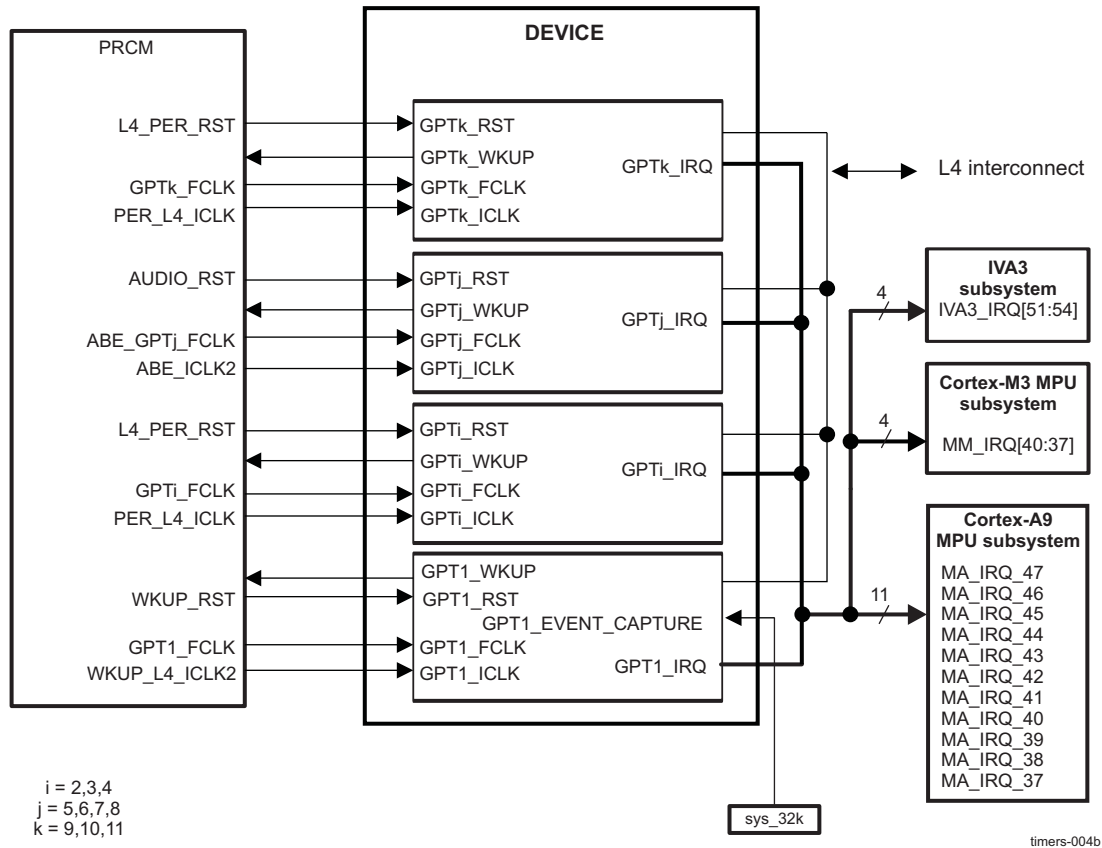 PRCM
L4_PER_RST
GPTk_FCLK
PER_L4_ICLK
AUDIO_RST
ABE_GPTj_FCLK
ABE_ICLK2
L4_PER_RST
GPTi_FCLK
PER_L4_ICLK
WKUP_RST
GPT1_FCLK
WKUP_L4_ICLK2
DEVICE
GPTk_RST
GPTk_WKUP
GPTk_FCLK
GPTk_ICLK
GPTk_IRQ
GPTj_RST
GPTj_WKUP
GPTj_FCLK
GPTj_ICLK
GPTj_IRQ
GPTi_RST
GPTi_WKUP
GPTi_FCLK
GPTi_ICLK
GPTi_IRQ
GPT1_WKUP
GPT1_RST
GPT1_EVENT_CAPTURE
GPT1_FCLK
GPT1_ICLK
GPT1_IRQ
L4 interconnect
4
IVA3
subsystem
IVA3_IRQ[51:54]
4
Cortex-M3 MPU
subsystem
MM_IRQ[40:37]
11
Cortex-A9
MPU subsystem
MA_IRQ_47
MA_IRQ_46
MA_IRQ_45
MA_IRQ_44
MA_IRQ_43
MA_IRQ_42
MA_IRQ_41
MA_IRQ_40
MA_IRQ_39
MA_IRQ_38
MA_IRQ_37
sys_32k
i = 2,3,4
j = 5,6,7,8
k = 9,10,11
timers-004b